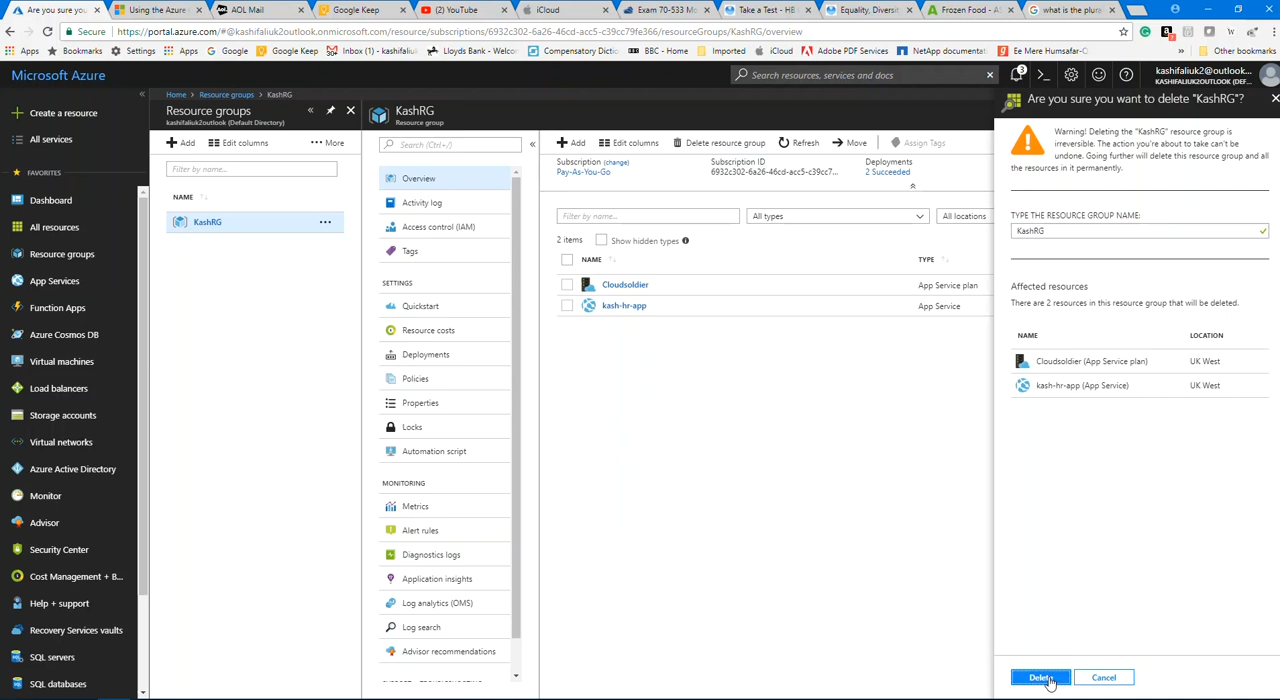 Are you sure you w
Using the Azure
AOL Mail
Google Keep
(2) YouTube
iCloud
Exam 70-533 Mo
Take a Test - HB
Equality, Diversit
Frozen Food - AS
what is the plura
Secure
https://portal.azure.com/#@kashifaliuk2outlook.onmicrosoft.com/resource/subscriptions/6932c302-6a26-46cd-acc5-c39cc79fe366/resourceGroups/KashRG/overview
Apps
Bookmarks
Settings
Apps
Google
Google Keep
Inbox (1) - kashifaliuk
Lloyds Bank - Welcor
Compensatory Dictio
BBC - Home
Imported
iCloud
Adobe PDF Services
NetApp documentat
Ee Mere Humsafar-
»
Other bookmarks
Microsoft Azure
Search resources, services and docs
3
kashifaliuk2@outlook....
KASHIFALIUK2OUTLOOK (DEF...
Create a resource
All services
FAVORITES
Dashboard
All resources
Resource groups
App Services
Function Apps
Azure Cosmos DB
Virtual machines
Load balancers
Storage accounts
Virtual networks
Azure Active Directory
Monitor
Advisor
Security Center
Cost Management + B...
Help + support
Recovery Services vaults
SQL servers
SQL databases
Home > Resource groups > KashRG
Resource groups
kashifaliuk2outlook (Default Directory)
Add
Edit columns
··· More
Filter by name...
NAME
KashRG
···
KashRG
Resource group
Search (Ctrl+/)
Overview
Activity log
Access control (IAM)
Tags
SETTINGS
Quickstart
Resource costs
Deployments
Policies
Properties
Locks
Automation script
MONITORING
Metrics
Alert rules
Diagnostics logs
Application insights
Log analytics (OMS)
Log search
Advisor recommendations
Add
Edit columns
Delete resource group
Refresh
Move
Assign Tags
Subscription (change)
Pay-As-You-Go
Subscription ID
6932c302-6a26-46cd-acc5-c39cc7...
Deployments
2 Succeeded
Filter by name...
All types
All locations
2 items
Show hidden types
NAME
TYPE
Cloudsoldier
App Service plan
kash-hr-app
App Service
Are you sure you want to delete "KashRG"?
Warning! Deleting the "KashRG" resource group is
irreversible. The action you're about to take can't be
undone. Going further will delete this resource group and all
the resources in it permanently.
TYPE THE RESOURCE GROUP NAME:
KashRG
Affected resources
There are 2 resources in this resource group that will be deleted.
NAME
LOCATION
Cloudsoldier (App Service plan)
UK West
kash-hr-app (App Service)
UK West
Delete
Cancel